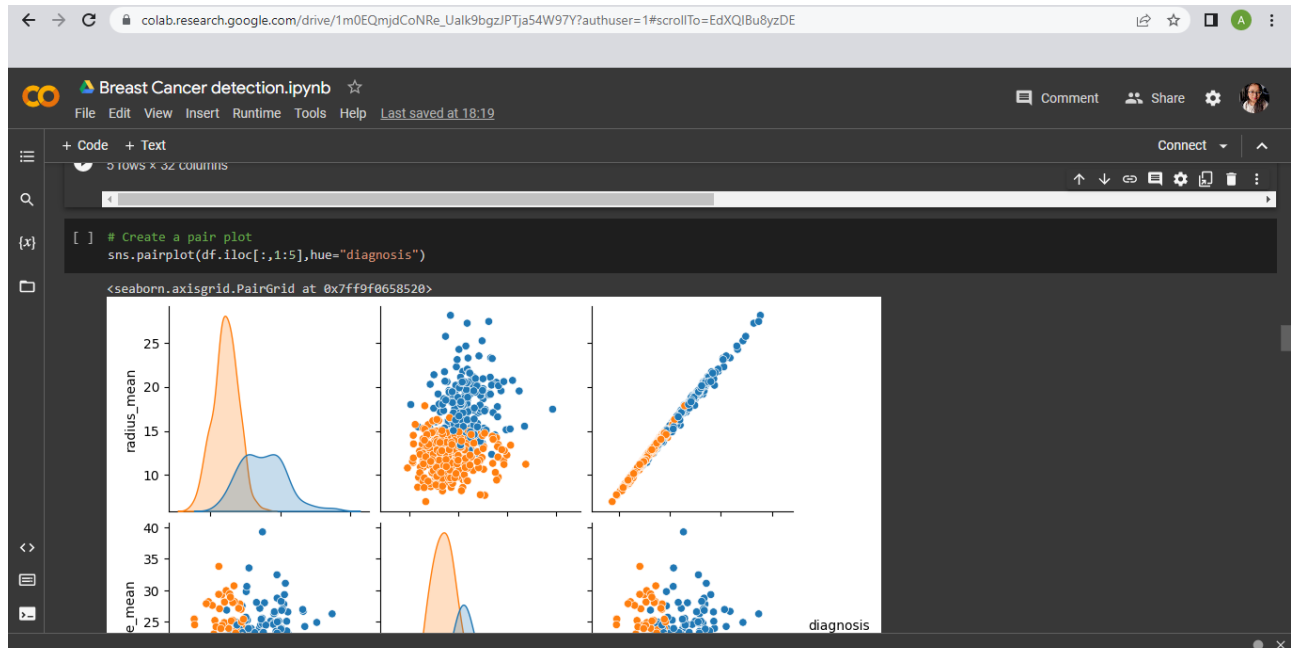 colab.research.google.com/drive/1m0EQmjdCoNRe_UaIk9bgzJPTja54W97Y?authuser=1#scrollTo=EdXQIBu8yzDE
A
CO
Breast Cancer detection.ipynb
File Edit View Insert Runtime Tools Help Last saved at 18:19
Comment Share
+ Code + Text
Connect
5 rows × 32 columns
{x}
[ ] # Create a pair plot
sns.pairplot(df.iloc[:,1:5],hue="diagnosis")
<seaborn.axisgrid.PairGrid at 0x7ff9f0658520>
25
20
15
10
radius_mean
40
35
30
25
e_mean
diagnosis